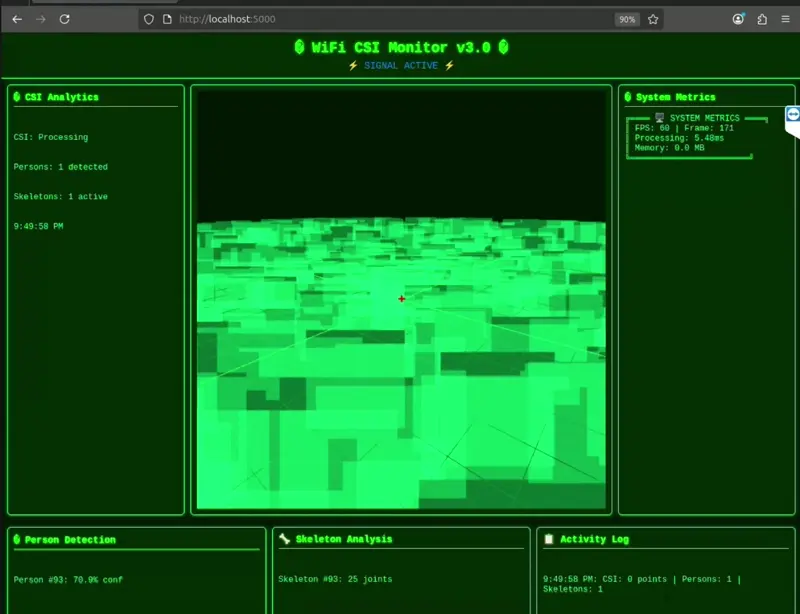 http://localhost:5000
90%
WiFi CSI Monitor v3.0
⚡ SIGNAL ACTIVE ⚡
CSI Analytics
CSI: Processing
Persons: 1 detected
Skeletons: 1 active
9:49:58 PM
System Metrics
SYSTEM METRICS
FPS: 60 | Frame: 171
Processing: 5.48ms
Memory: 0.0 MB
Person Detection
Person #93: 70.9% conf
Skeleton Analysis
Skeleton #93: 25 joints
Activity Log
9:49:58 PM: CSI: 0 points | Persons: 1 |
Skeletons: 1